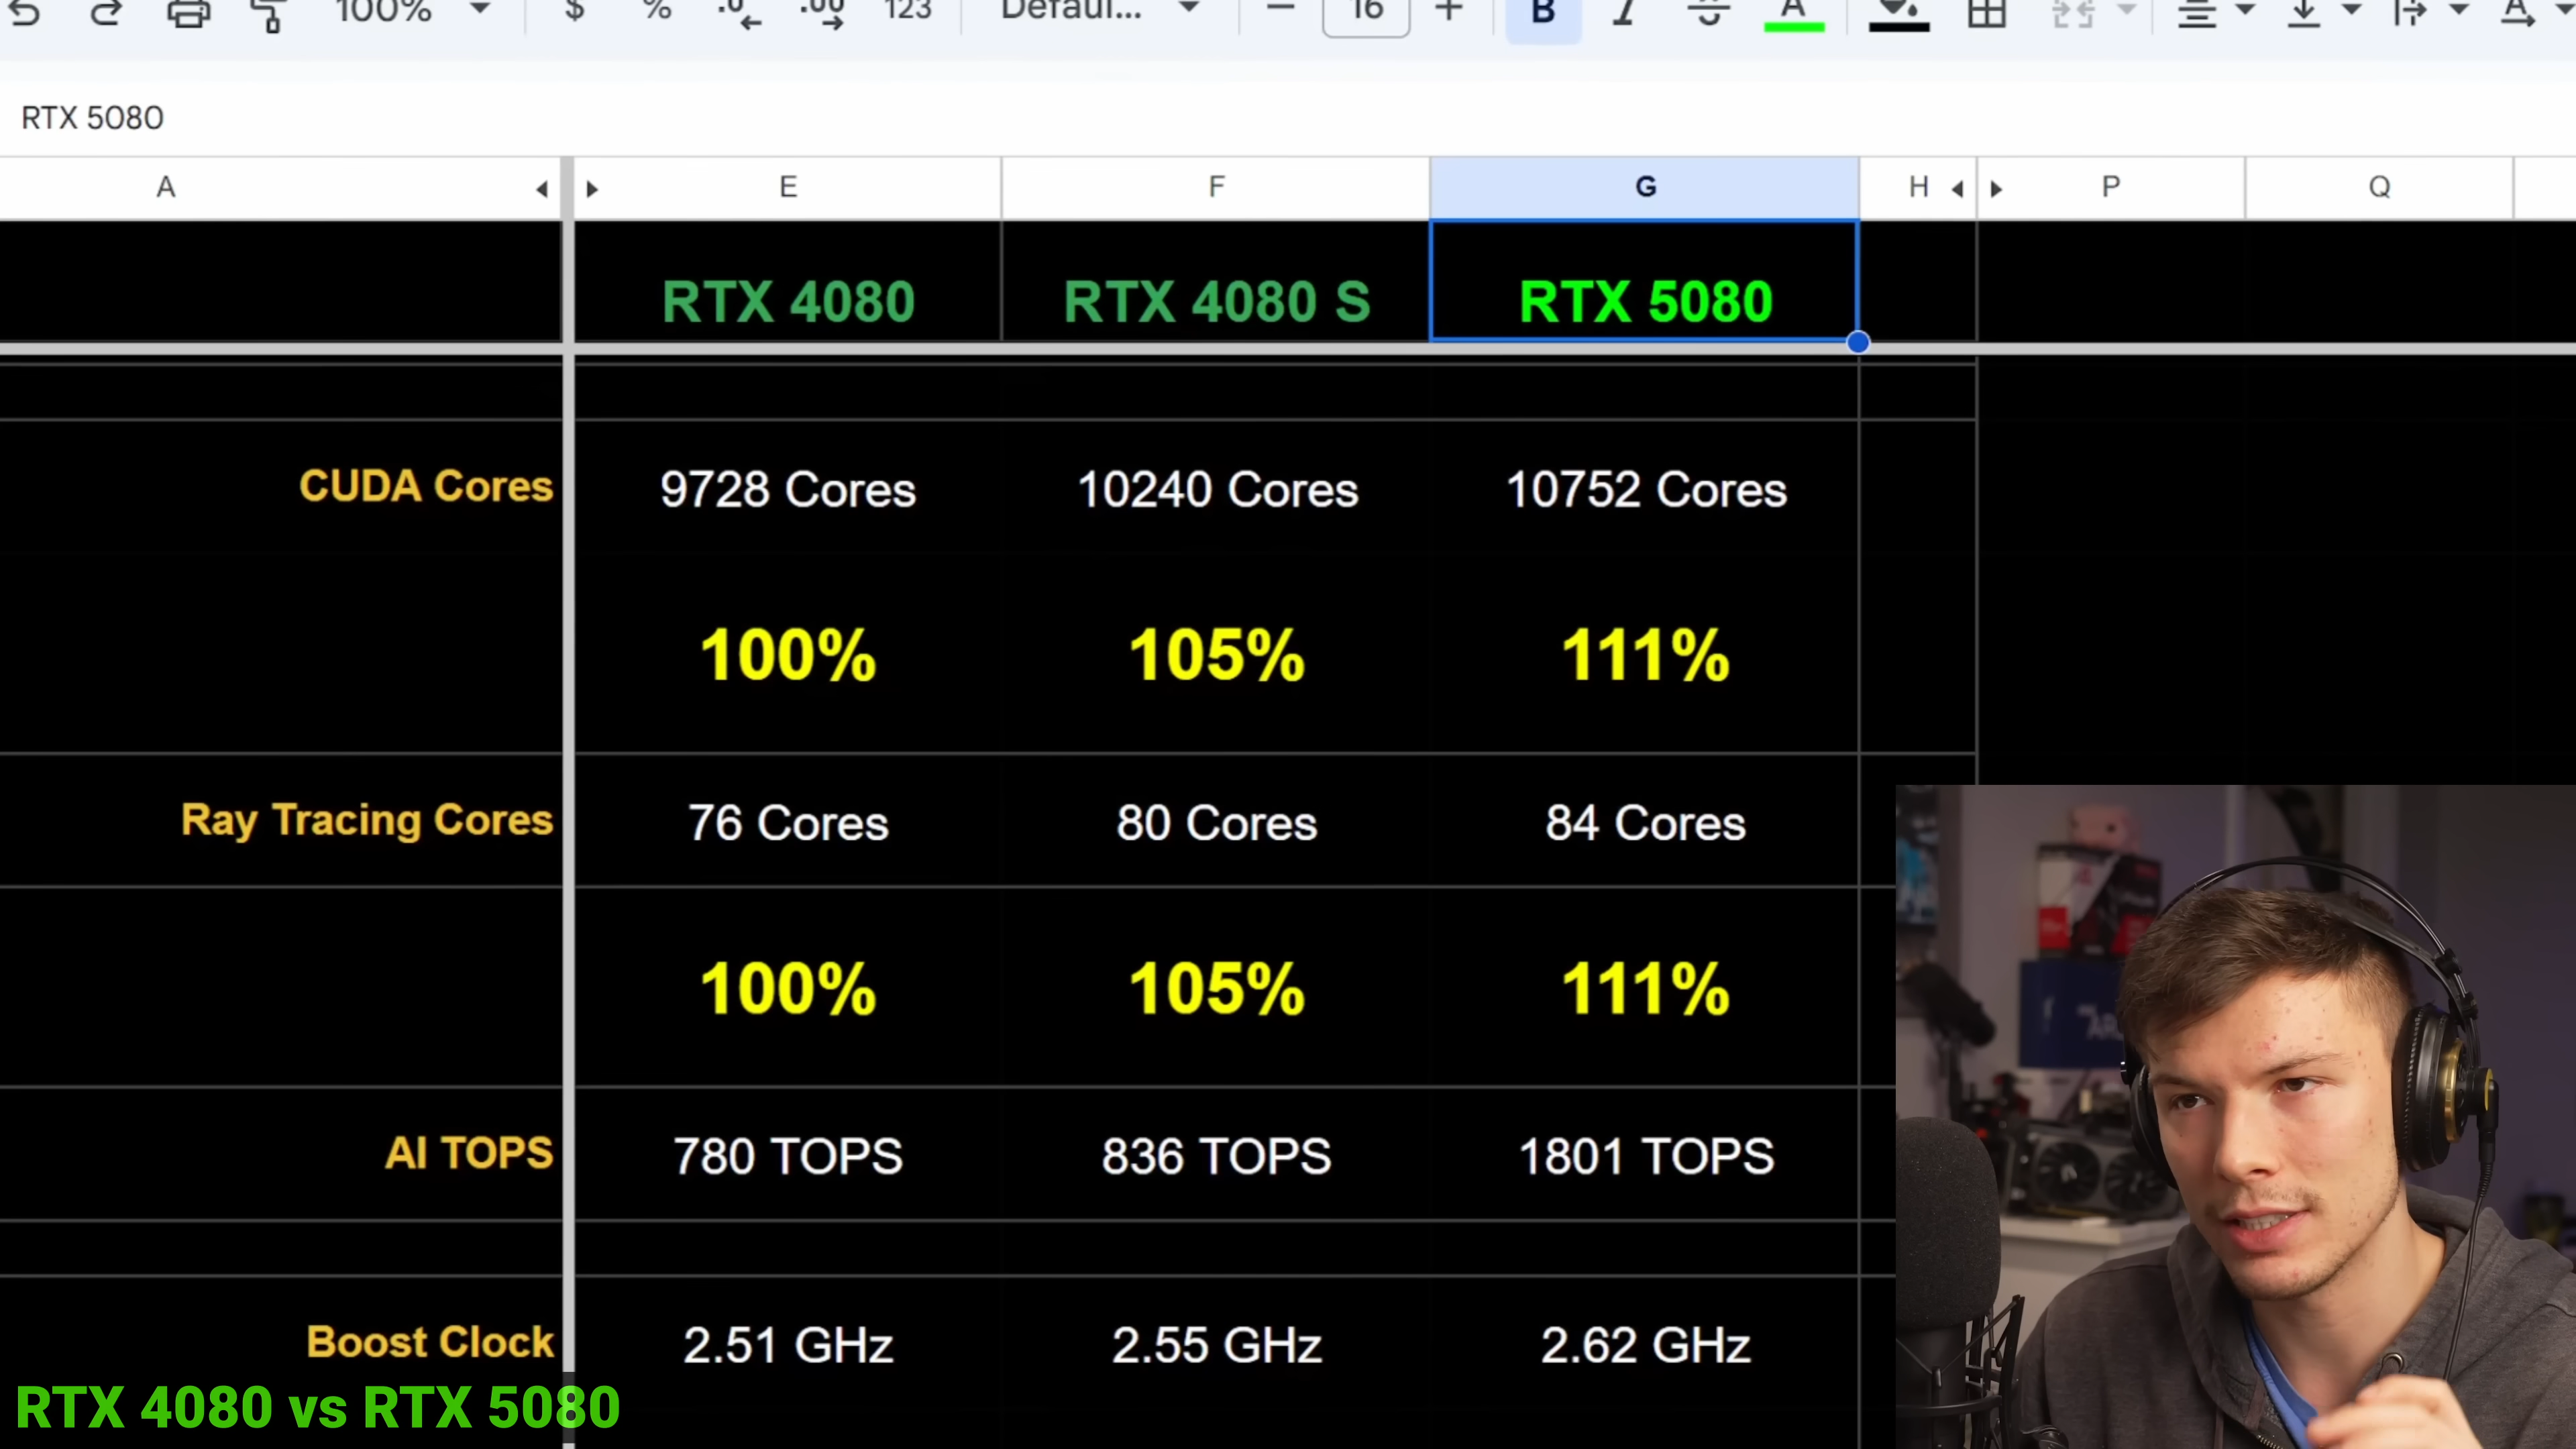 100% $ % .0 .00 123 Defaul... 16 B I A A
RTX 5080
A E F G H P Q
RTX 4080 RTX 4080 S RTX 5080
CUDA Cores 9728 Cores 10240 Cores 10752 Cores
100% 105% 111%
Ray Tracing Cores 76 Cores 80 Cores 84 Cores
100% 105% 111%
AI TOPS 780 TOPS 836 TOPS 1801 TOPS
Boost Clock 2.51 GHz 2.55 GHz 2.62 GHz
RTX 4080 vs RTX 5080